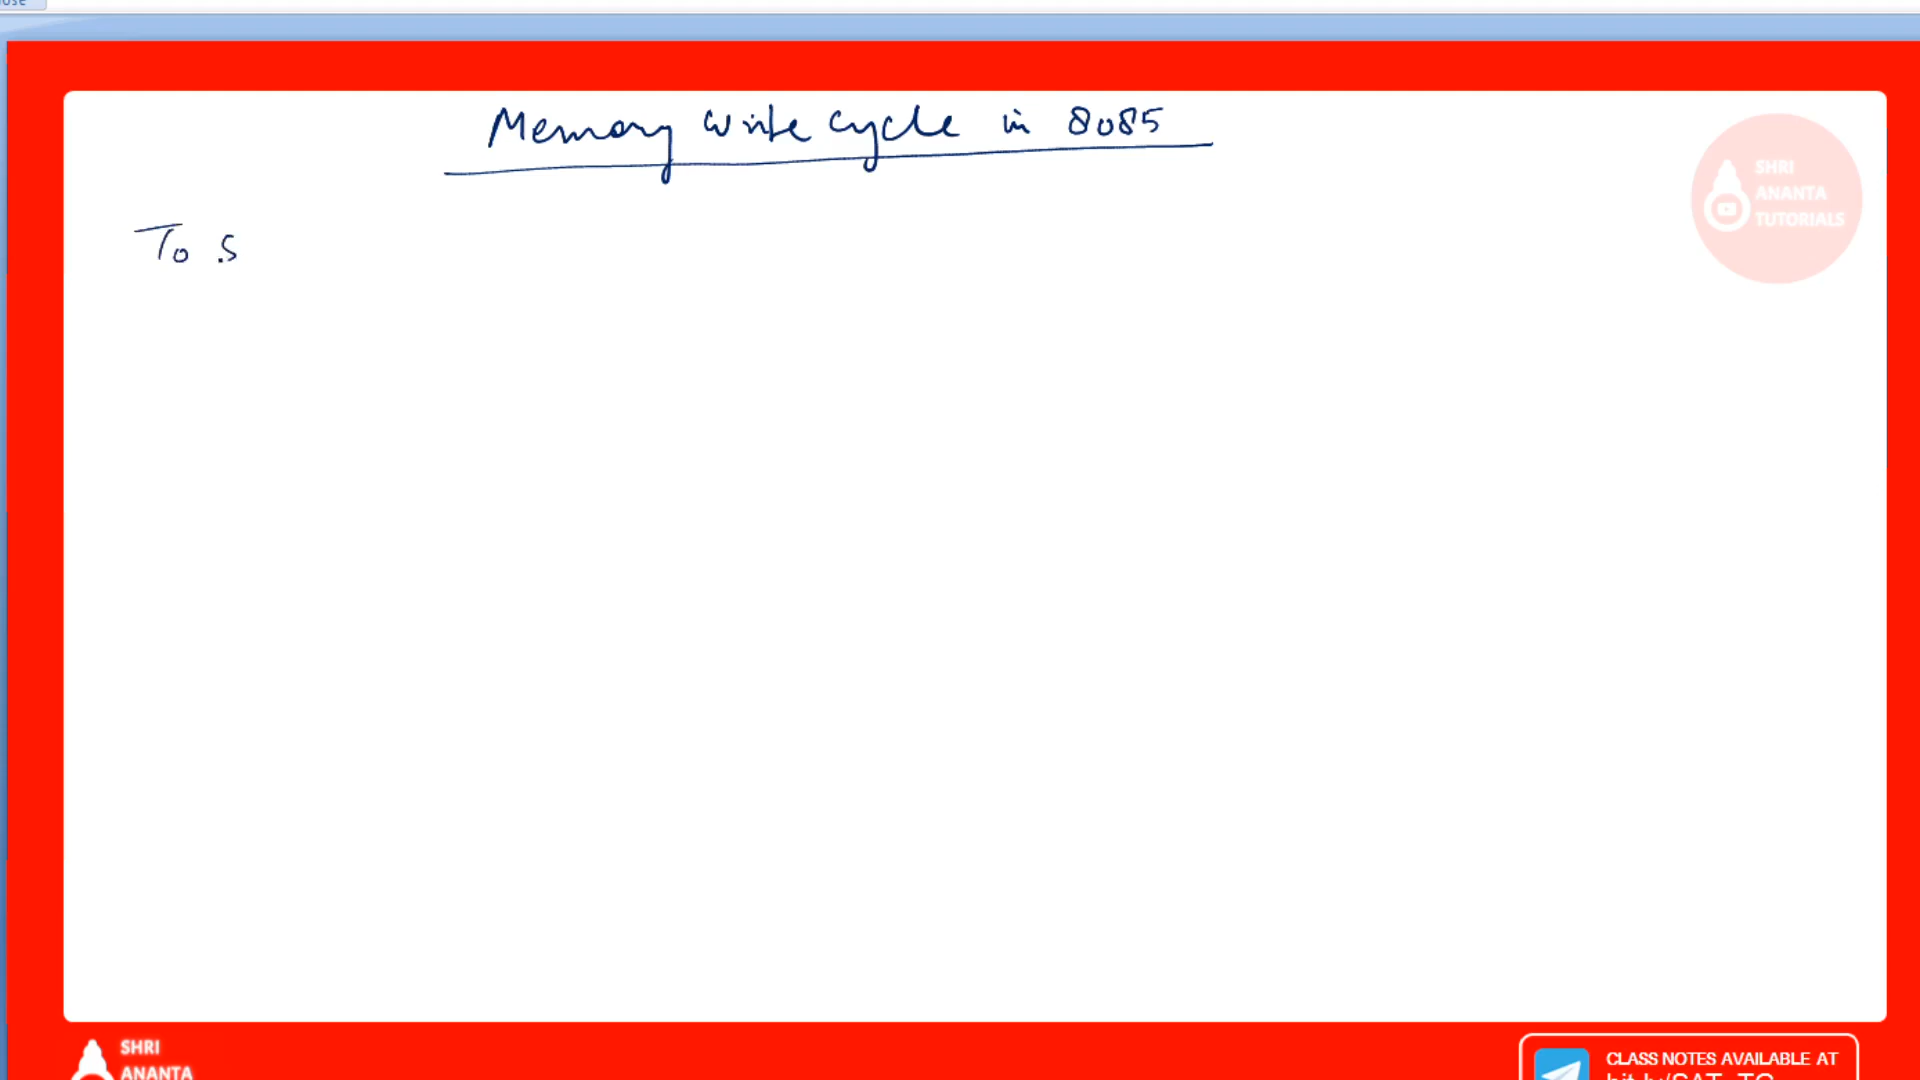 Memory write cycle in 8085
SHRI
ANANTA
TUTORIALS
To s
SHRI
ANANTA
CLASS NOTES AVAILABLE AT